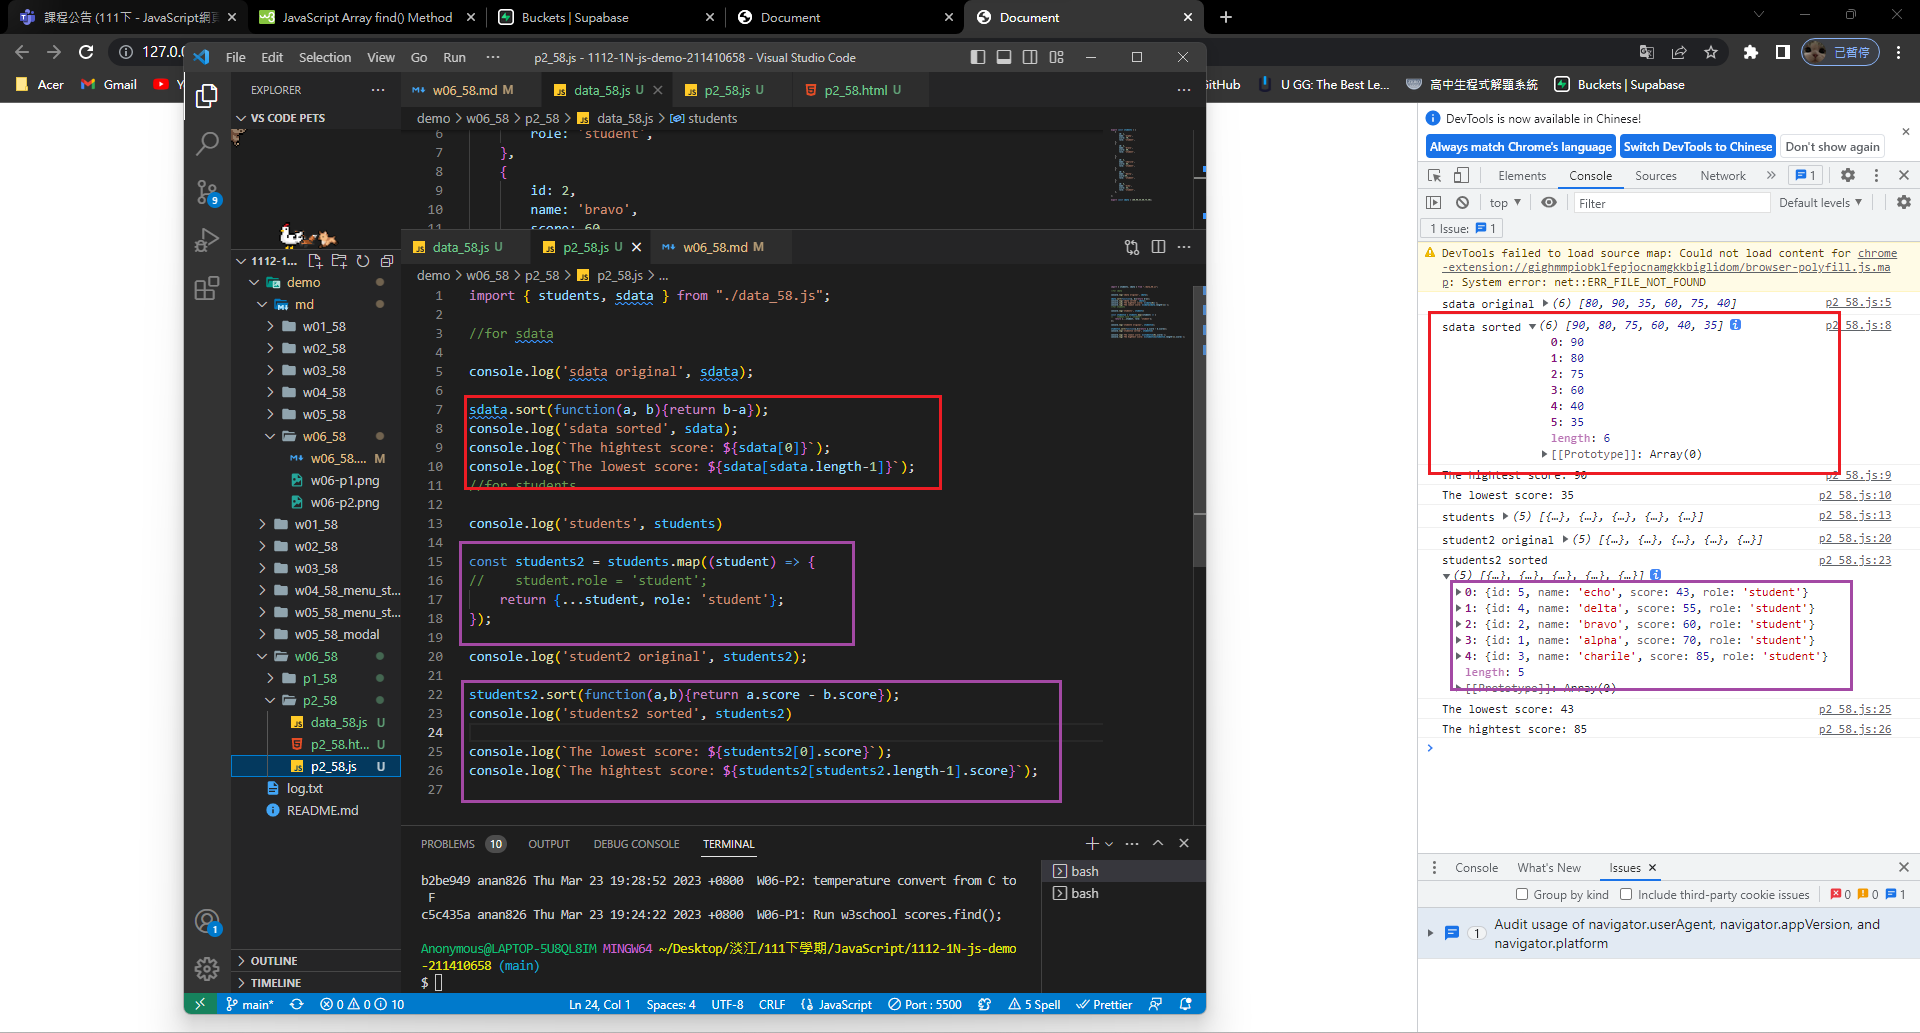 課程公告 (111下 - JavaScript網頁
JavaScript Array find() Method
Buckets | Supabase
Document
Document
127.0.
已暫停
Acer
Gmail
GitHub
U GG: The Best Le...
高中生程式解題系統
Buckets | Supabase
File Edit Selection View Go Run ···
p2_58.js - 1112-1N-js-demo-211410658 - Visual Studio Code
EXPLORER
VS CODE PETS
1112-1...
demo
md
w01_58
w02_58
w03_58
w04_58
w05_58
w06_58
w06_58.... M
w06-p1.png
w06-p2.png
w01_58
w02_58
w03_58
w04_58_menu_st...
w05_58_menu_st...
w05_58_modal
w06_58
p1_58
p2_58
data_58.js U
p2_58.ht... U
p2_58.js U
log.txt
README.md
OUTLINE
TIMELINE
9
1
w06_58.md M
data_58.js U
p2_58.js U
p2_58.html U
demo > w06_58 > p2_58 > data_58.js > students
6 role: 'student',
7 },
8 {
9 id: 2,
10 name: 'bravo',
11 score: 60
data_58.js U
p2_58.js U
w06_58.md M
demo > w06_58 > p2_58 > p2_58.js > ...
1 import { students, sdata } from "./data_58.js";
2
3 //for sdata
4
5 console.log('sdata original', sdata);
6
7 sdata.sort(function(a, b){return b-a});
8 console.log('sdata sorted', sdata);
9 console.log(`The hightest score: ${sdata[0]}`);
10 console.log(`The lowest score: ${sdata[sdata.length-1]}`);
11 //for students
12
13 console.log('students', students)
14
15 const students2 = students.map((student) => {
16 // student.role = 'student';
17 return {...student, role: 'student'};
18 });
19
20 console.log('student2 original', students2);
21
22 students2.sort(function(a,b){return a.score - b.score});
23 console.log('students2 sorted', students2)
24
25 console.log(`The lowest score: ${students2[0].score}`);
26 console.log(`The hightest score: ${students2[students2.length-1].score}`);
27
PROBLEMS 10 OUTPUT DEBUG CONSOLE TERMINAL
b2be949 anan826 Thu Mar 23 19:28:52 2023 +0800 W06-P2: temperature convert from C to
F
c5c435a anan826 Thu Mar 23 19:24:22 2023 +0800 W06-P1: Run w3school scores.find();
Anonymous@LAPTOP-5U8QL8IM MINGW64 ~/Desktop/淡江/111下學期/JavaScript/1112-1N-js-demo
-211410658 (main)
$
bash
bash
main* 0 0 10 Ln 24, Col 1 Spaces: 4 UTF-8 CRLF JavaScript Port : 5500 5 Spell Prettier
DevTools is now available in Chinese!
Always match Chrome's language
Switch DevTools to Chinese
Don't show again
Elements Console Sources Network » 1
top Filter Default levels
1 Issue: 1
DevTools failed to load source map: Could not load content for chrome
-extension://gighmmpiobklfepjocnamgkkbiglidom/browser-polyfill.js.ma
p: System error: net::ERR_FILE_NOT_FOUND
sdata original (6) [80, 90, 35, 60, 75, 40] p2_58.js:5
sdata sorted (6) [90, 80, 75, 60, 40, 35] p2_58.js:8
0: 90
1: 80
2: 75
3: 60
4: 40
5: 35
length: 6
[[Prototype]]: Array(0)
The hightest score: 90 p2_58.js:9
The lowest score: 35 p2_58.js:10
students (5) [{…}, {…}, {…}, {…}, {…}] p2_58.js:13
student2 original (5) [{…}, {…}, {…}, {…}, {…}] p2_58.js:20
students2 sorted p2_58.js:23
(5) [{…}, {…}, {…}, {…}, {…}]
0: {id: 5, name: 'echo', score: 43, role: 'student'}
1: {id: 4, name: 'delta', score: 55, role: 'student'}
2: {id: 2, name: 'bravo', score: 60, role: 'student'}
3: {id: 1, name: 'alpha', score: 70, role: 'student'}
4: {id: 3, name: 'charile', score: 85, role: 'student'}
length: 5
[[Prototype]]: Array(0)
The lowest score: 43 p2_58.js:25
The hightest score: 85 p2_58.js:26
Console What's New Issues
Group by kind Include third-party cookie issues 0 0 1
1 Audit usage of navigator.userAgent, navigator.appVersion, and
navigator.platform